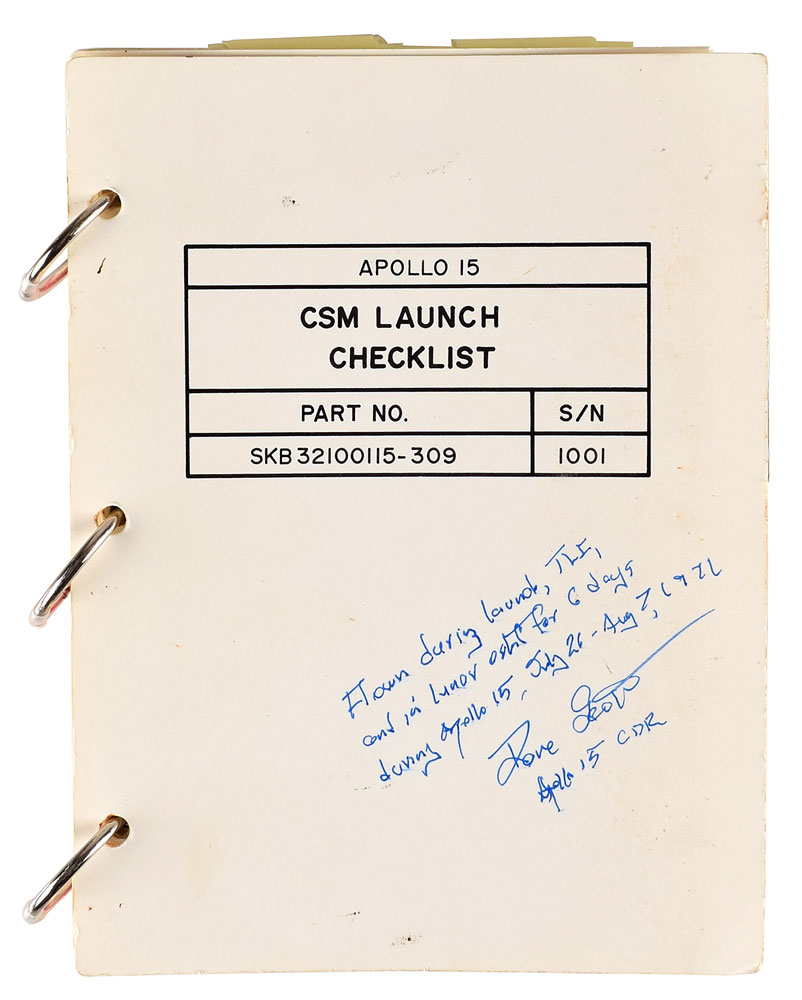 APOLLO 15
CSM LAUNCH
CHECKLIST
PART NO. S/N
SKB32100115-309 1001
Flown during launch, TLI,
and in lunar orbit for 6 days
during Apollo 15, July 26 - Aug 7, 1971
Dave Scott
Apollo 15 CDR